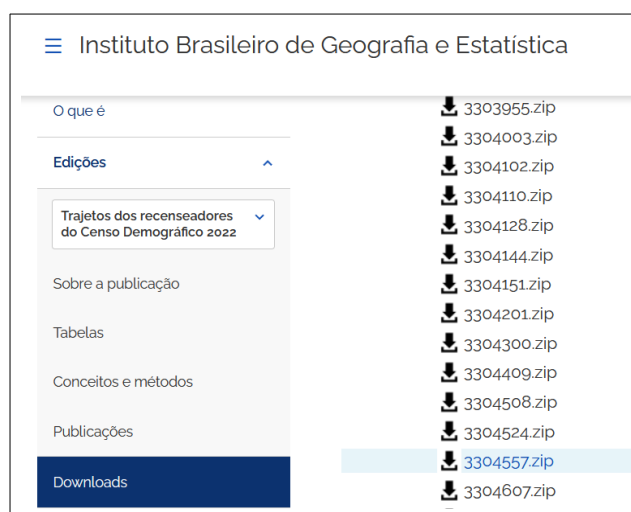 Instituto Brasileiro de Geografia e Estatística
O que é
Edições
Trajetos dos recenseadores
do Censo Demográfico 2022
Sobre a publicação
Tabelas
Conceitos e métodos
Publicações
Downloads
3303955.zip
3304003.zip
3304102.zip
3304110.zip
3304128.zip
3304144.zip
3304151.zip
3304201.zip
3304300.zip
3304409.zip
3304508.zip
3304524.zip
3304557.zip
3304607.zip